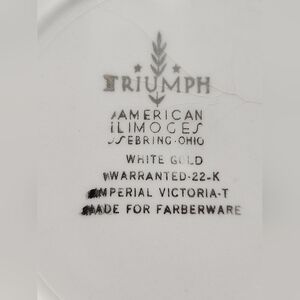 TRIUMPH
AMERICAN
LIMOGES
SEBRING·OHIO
WHITE GOLD
WARRANTED·22-K
IMPERIAL VICTORIA·T
MADE FOR FARBERWARE